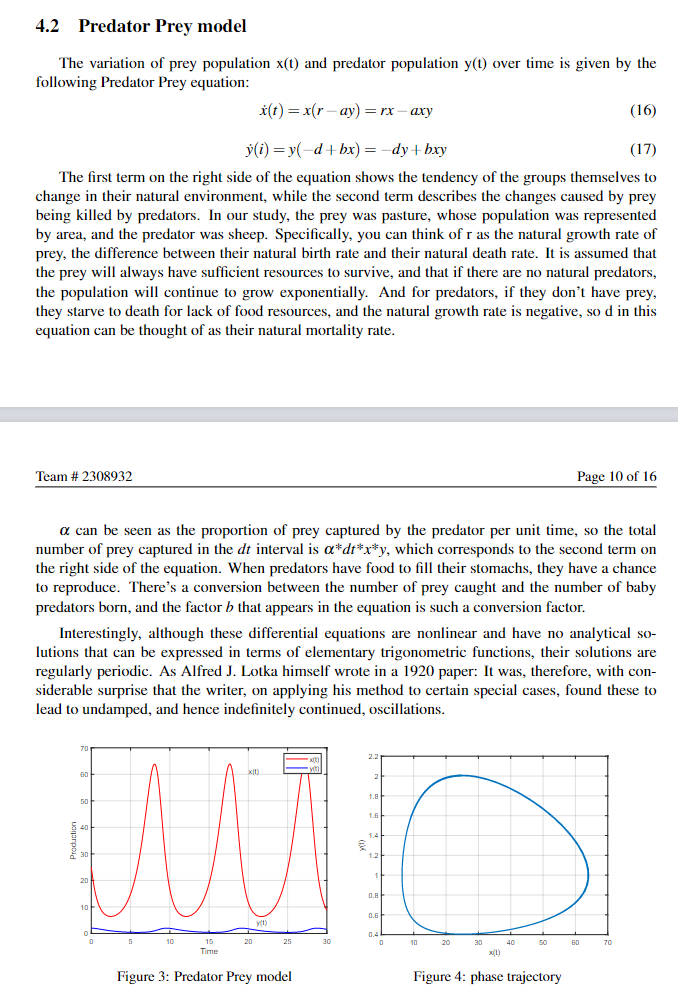 4.2 Predator Prey model
The variation of prey population x(t) and predator population y(t) over time is given by the
following Predator Prey equation:
ẋ(t) = x(r − ay) = rx − axy (16)
ẏ(i) = y(−d + bx) = −dy + bxy (17)
The first term on the right side of the equation shows the tendency of the groups themselves to
change in their natural environment, while the second term describes the changes caused by prey
being killed by predators. In our study, the prey was pasture, whose population was represented
by area, and the predator was sheep. Specifically, you can think of r as the natural growth rate of
prey, the difference between their natural birth rate and their natural death rate. It is assumed that
the prey will always have sufficient resources to survive, and that if there are no natural predators,
the population will continue to grow exponentially. And for predators, if they don't have prey,
they starve to death for lack of food resources, and the natural growth rate is negative, so d in this
equation can be thought of as their natural mortality rate.
Team # 2308932 Page 10 of 16
α can be seen as the proportion of prey captured by the predator per unit time, so the total
number of prey captured in the dt interval is α*dt*x*y, which corresponds to the second term on
the right side of the equation. When predators have food to fill their stomachs, they have a chance
to reproduce. There's a conversion between the number of prey caught and the number of baby
predators born, and the factor b that appears in the equation is such a conversion factor.
Interestingly, although these differential equations are nonlinear and have no analytical so-
lutions that can be expressed in terms of elementary trigonometric functions, their solutions are
regularly periodic. As Alfred J. Lotka himself wrote in a 1920 paper: It was, therefore, with con-
siderable surprise that the writer, on applying his method to certain special cases, found these to
lead to undamped, and hence indefinitely continued, oscillations.
70
60
50
40
30
20
10
0
Production
x(t)
y(t)
x(t)
y(t)
0 5 10 15 20 25 30
Time
Figure 3: Predator Prey model
2.2
2
1.8
1.6
1.4
1.2
1
0.8
0.6
0.4
y(t)
0 10 20 30 40 50 60 70
x(t)
Figure 4: phase trajectory